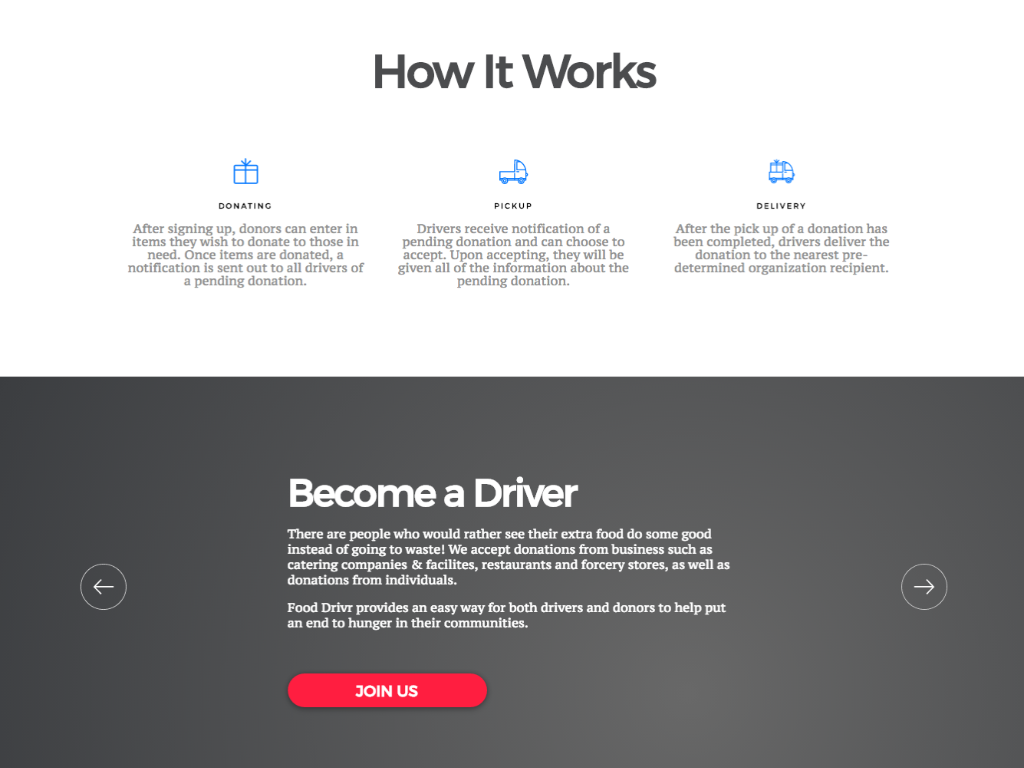 How It Works
DONATING
After signing up, donors can enter in
items they wish to donate to those in
need. Once items are donated, a
notification is sent out to all drivers of
a pending donation.
PICKUP
Drivers receive notification of a
pending donation and can choose to
accept. Upon accepting, they will be
given all of the information about the
pending donation.
DELIVERY
After the pick up of a donation has
been completed, drivers deliver the
donation to the nearest pre-
determined organization recipient.
Become a Driver
There are people who would rather see their extra food do some good
instead of going to waste! We accept donations from business such as
catering companies & facilites, restaurants and forcery stores, as well as
donations from individuals.
Food Drivr provides an easy way for both drivers and donors to help put
an end to hunger in their communities.
JOIN US